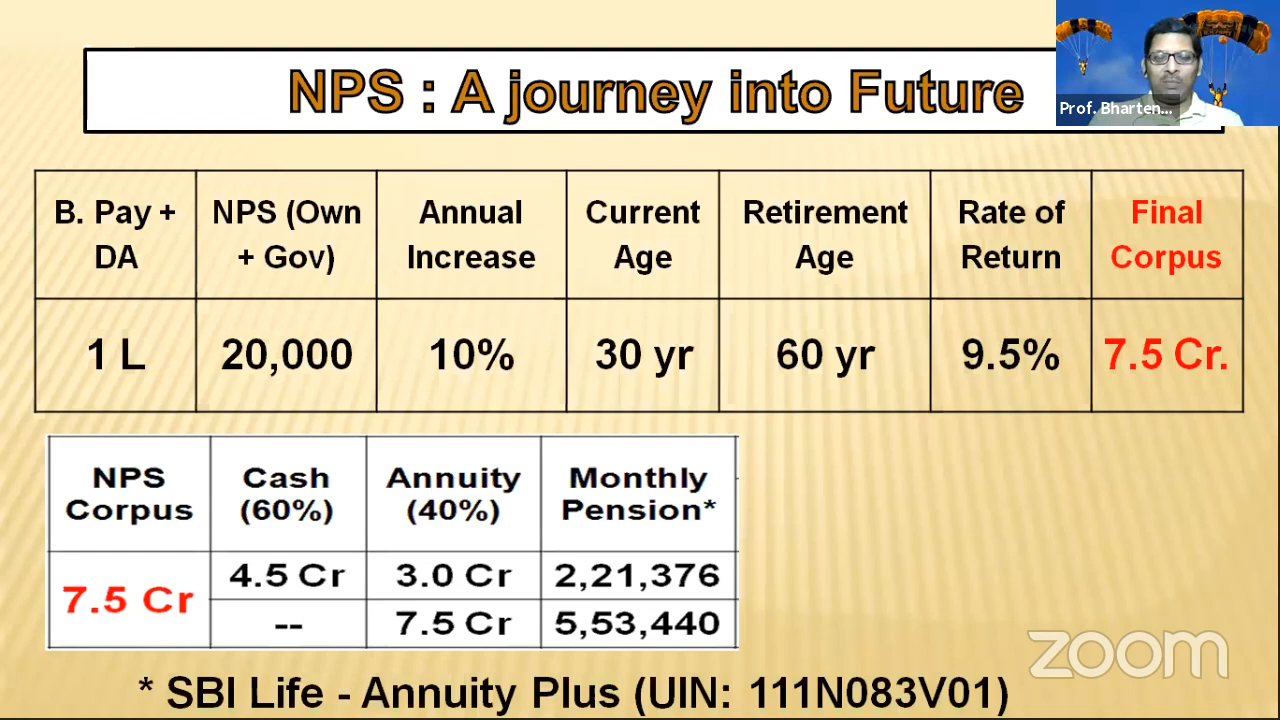 NPS : A journey into Future
Prof. Bharten...
B. Pay +
DA
NPS (Own
+ Gov)
Annual
Increase
Current
Age
Retirement
Age
Rate of
Return
Final
Corpus
1 L
20,000
10%
30 yr
60 yr
9.5%
7.5 Cr.
NPS
Corpus
Cash
(60%)
Annuity
(40%)
Monthly
Pension*
7.5 Cr
4.5 Cr
3.0 Cr
2,21,376
--
7.5 Cr
5,53,440
zoom
* SBI Life - Annuity Plus (UIN: 111N083V01)